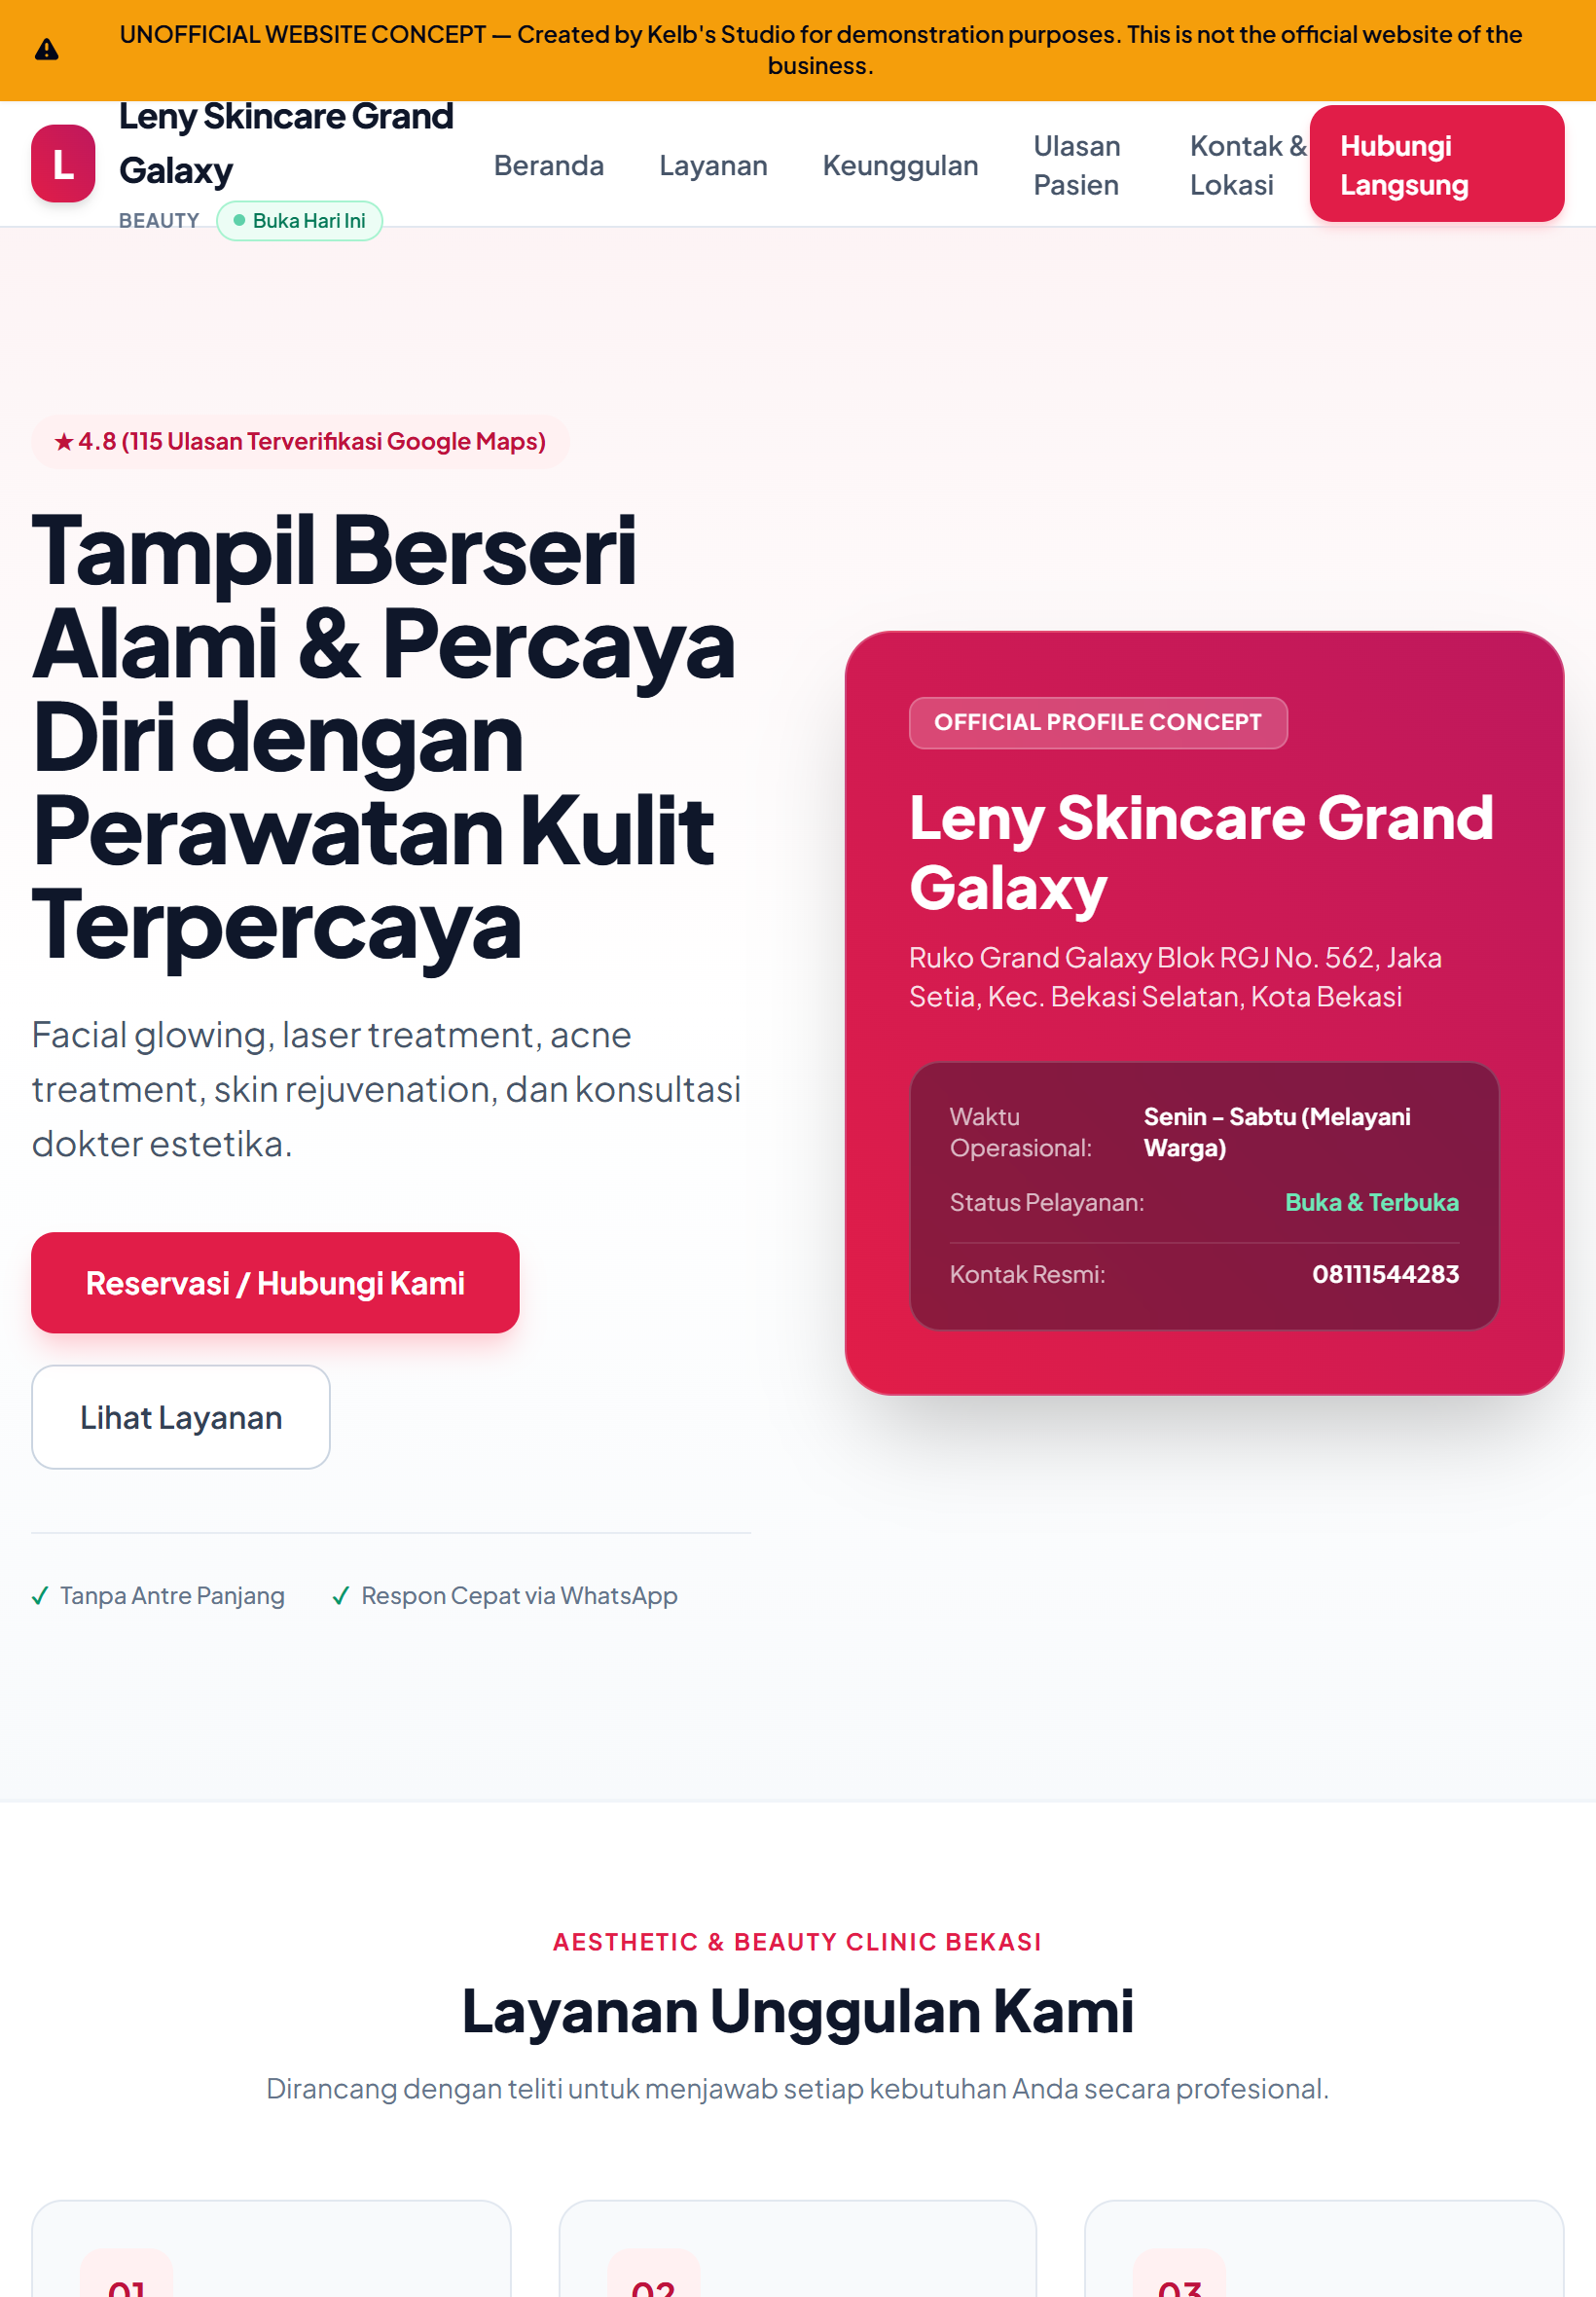 UNOFFICIAL WEBSITE CONCEPT — Created by Kelb's Studio for demonstration purposes. This is not the official website of the
business.
L
Leny Skincare Grand
Galaxy
BEAUTY
Buka Hari Ini
Beranda
Layanan
Keunggulan
Ulasan
Pasien
Kontak &
Lokasi
Hubungi
Langsung
★ 4.8 (115 Ulasan Terverifikasi Google Maps)
Tampil Berseri
Alami & Percaya
Diri dengan
Perawatan Kulit
Terpercaya
Facial glowing, laser treatment, acne
treatment, skin rejuvenation, dan konsultasi
dokter estetika.
Reservasi / Hubungi Kami
Lihat Layanan
✓ Tanpa Antre Panjang
✓ Respon Cepat via WhatsApp
OFFICIAL PROFILE CONCEPT
Leny Skincare Grand
Galaxy
Ruko Grand Galaxy Blok RGJ No. 562, Jaka
Setia, Kec. Bekasi Selatan, Kota Bekasi
Waktu
Operasional:
Senin – Sabtu (Melayani
Warga)
Status Pelayanan:
Buka & Terbuka
Kontak Resmi:
08111544283
AESTHETIC & BEAUTY CLINIC BEKASI
Layanan Unggulan Kami
Dirancang dengan teliti untuk menjawab setiap kebutuhan Anda secara profesional.
01
02
03